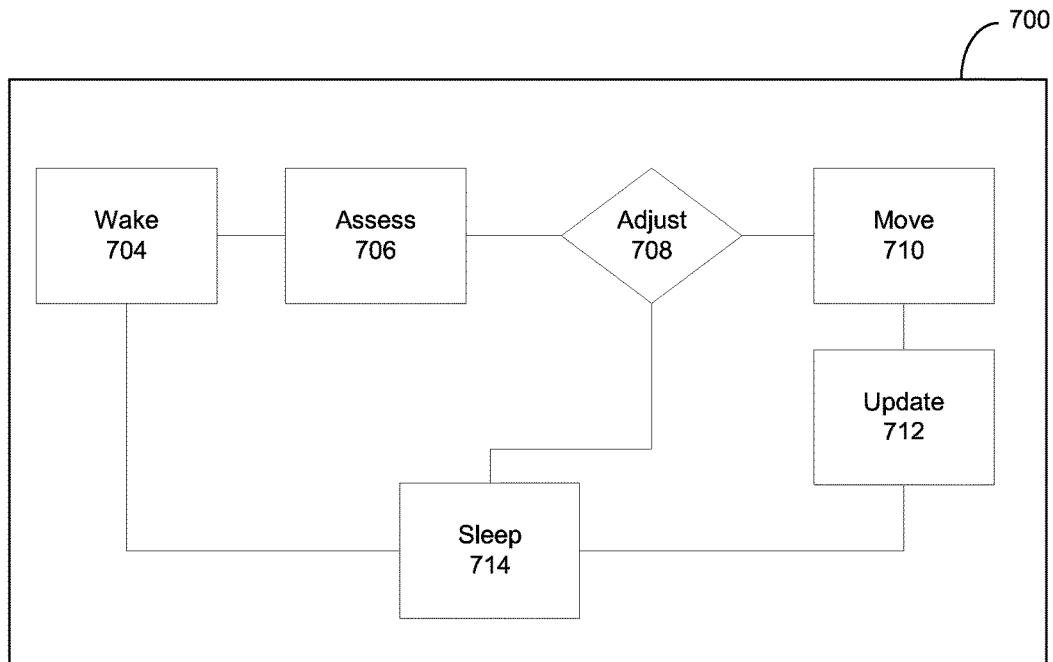 700
Wake
704
Assess
706
Adjust
708
Move
710
Update
712
Sleep
714